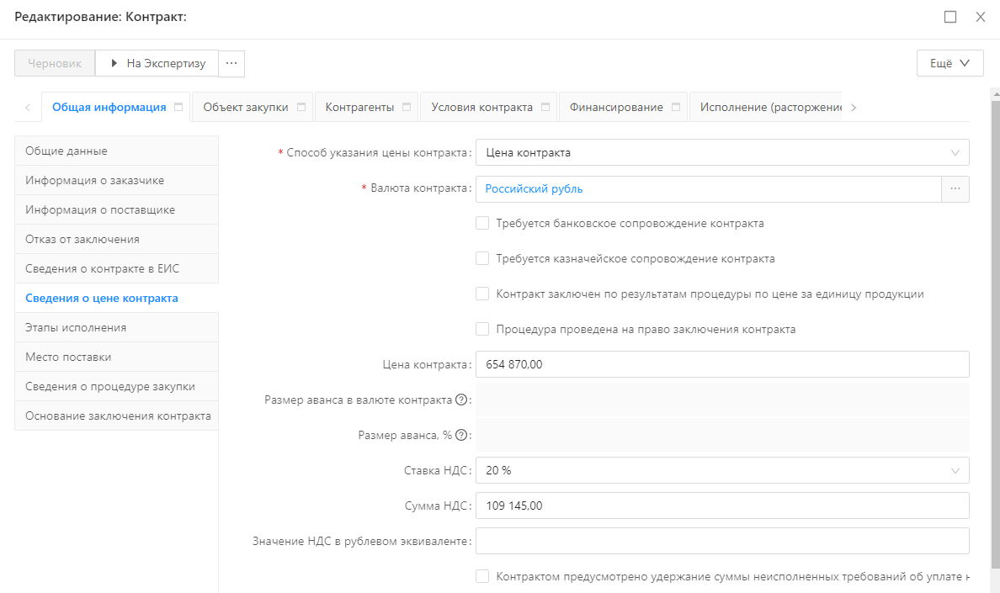 Редактирование: Контракт:
Черновик
На Экспертизу
...
Ещё
Общая информация
Объект закупки
Контрагенты
Условия контракта
Финансирование
Исполнение (расторжение
Общие данные
Информация о заказчике
Информация о поставщике
Отказ от заключения
Сведения о контракте в ЕИС
Сведения о цене контракта
Этапы исполнения
Место поставки
Сведения о процедуре закупки
Основание заключения контракта
* Способ указания цены контракта: Цена контракта
* Валюта контракта: Российский рубль ...
Требуется банковское сопровождение контракта
Требуется казначейское сопровождение контракта
Контракт заключен по результатам процедуры по цене за единицу продукции
Процедура проведена на право заключения контракта
Цена контракта: 654 870,00
Размер аванса в валюте контракта ?:
Размер аванса, % ?:
Ставка НДС: 20 %
Сумма НДС: 109 145,00
Значение НДС в рублевом эквиваленте:
Контрактом предусмотрено удержание суммы неисполненных требований об уплате н